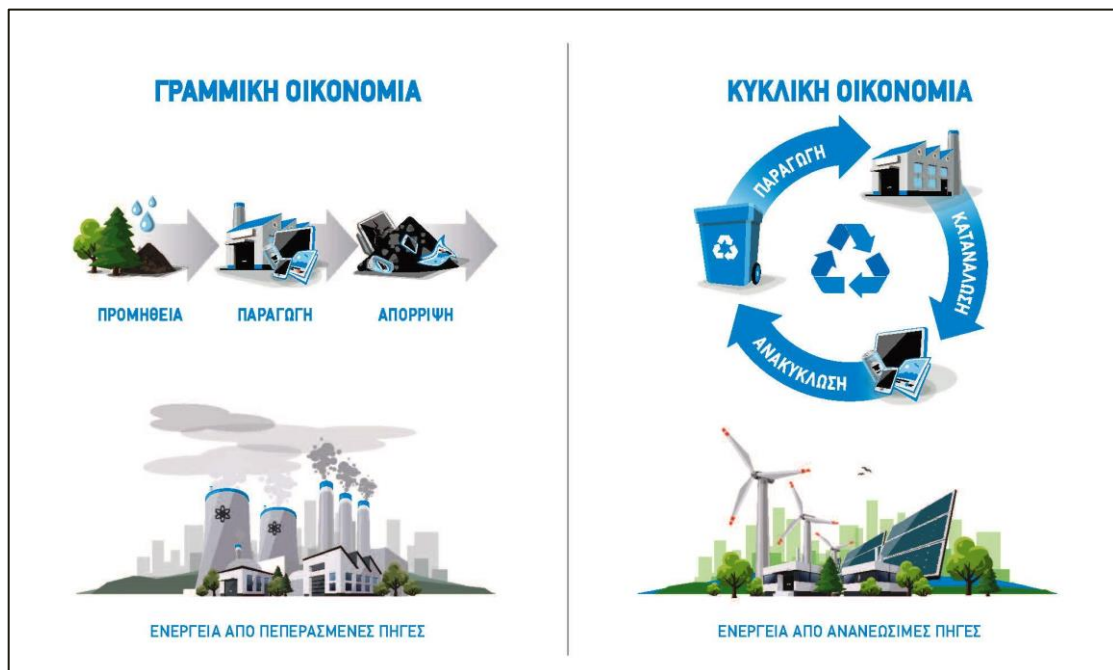 ΓΡΑΜΜΙΚΗ ΟΙΚΟΝΟΜΙΑ
ΠΡΟΜΗΘΕΙΑ
ΠΑΡΑΓΩΓΗ
ΑΠΟΡΡΙΨΗ
ΕΝΕΡΓΕΙΑ ΑΠΟ ΠΕΠΕΡΑΣΜΕΝΕΣ ΠΗΓΕΣ
ΚΥΚΛΙΚΗ ΟΙΚΟΝΟΜΙΑ
ΠΑΡΑΓΩΓΗ
ΚΑΤΑΝΑΛΩΣΗ
ΑΝΑΚΥΚΛΩΣΗ
ΕΝΕΡΓΕΙΑ ΑΠΟ ΑΝΑΝΕΩΣΙΜΕΣ ΠΗΓΕΣ